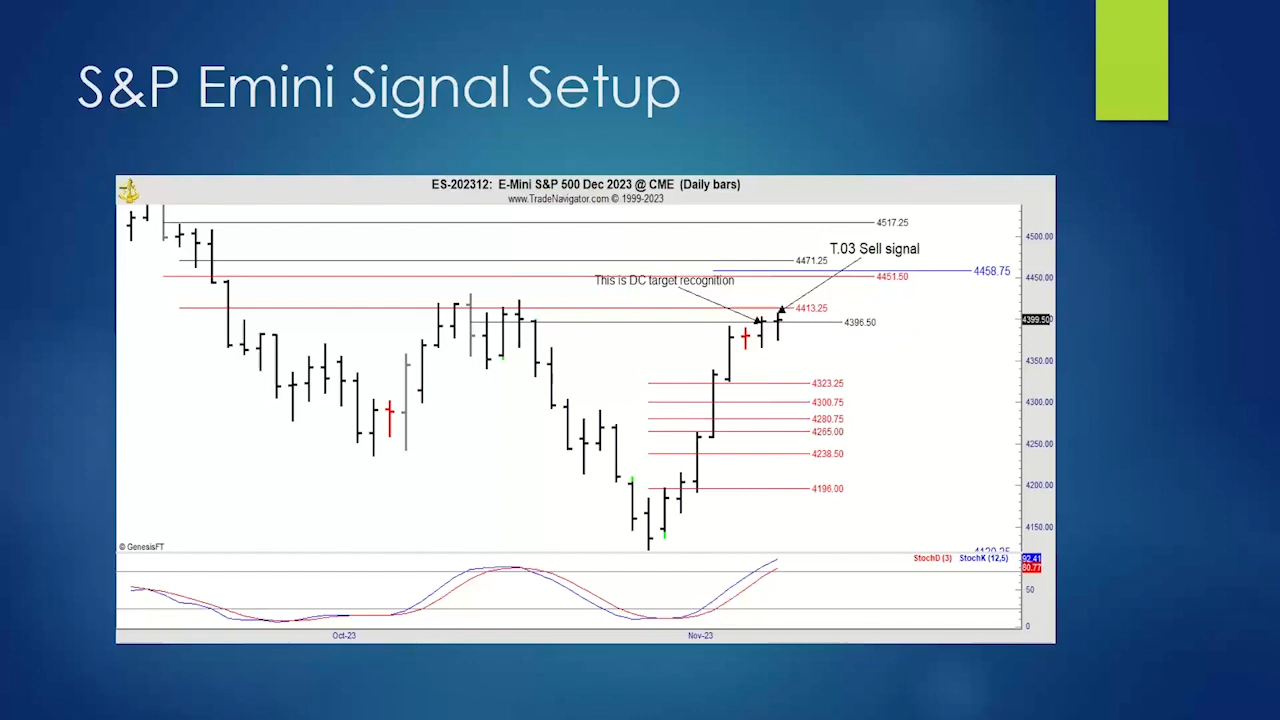 S&P Emini Signal Setup
ES-202312: E-Mini S&P 500 Dec 2023 @ CME (Daily bars)
www.TradeNavigator.com © 1999-2023
4517.25
4500.00
T.03 Sell signal
4471.25
4458.75
This is DC target recognition
4451.50
4450.00
4413.25
4396.50
4399.50
4350.00
4323.25
4300.75
4300.00
4280.75
4265.00
4250.00
4238.50
4196.00
4200.00
4150.00
© GenesisFT
StochD (3) StochK (12,5)
92.41
80.77
50
0
Oct-23
Nov-23